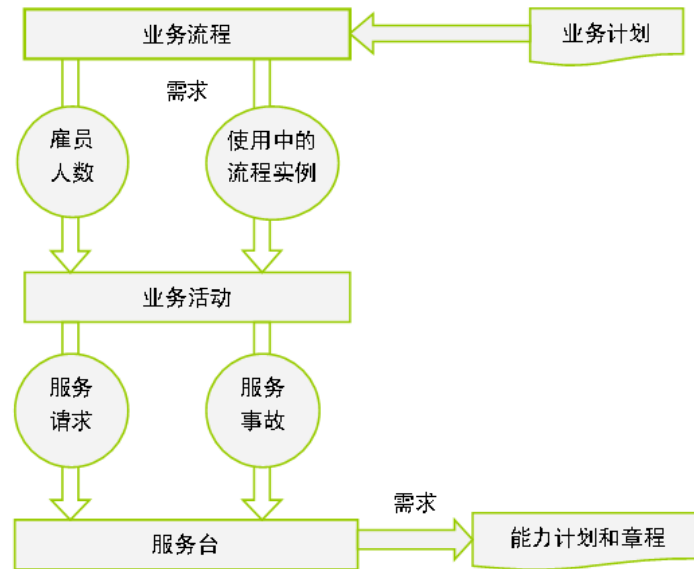 业务流程
业务计划
需求
雇员
人数
使用中的
流程实例
业务活动
服务
请求
服务
事故
需求
服务台
能力计划和章程